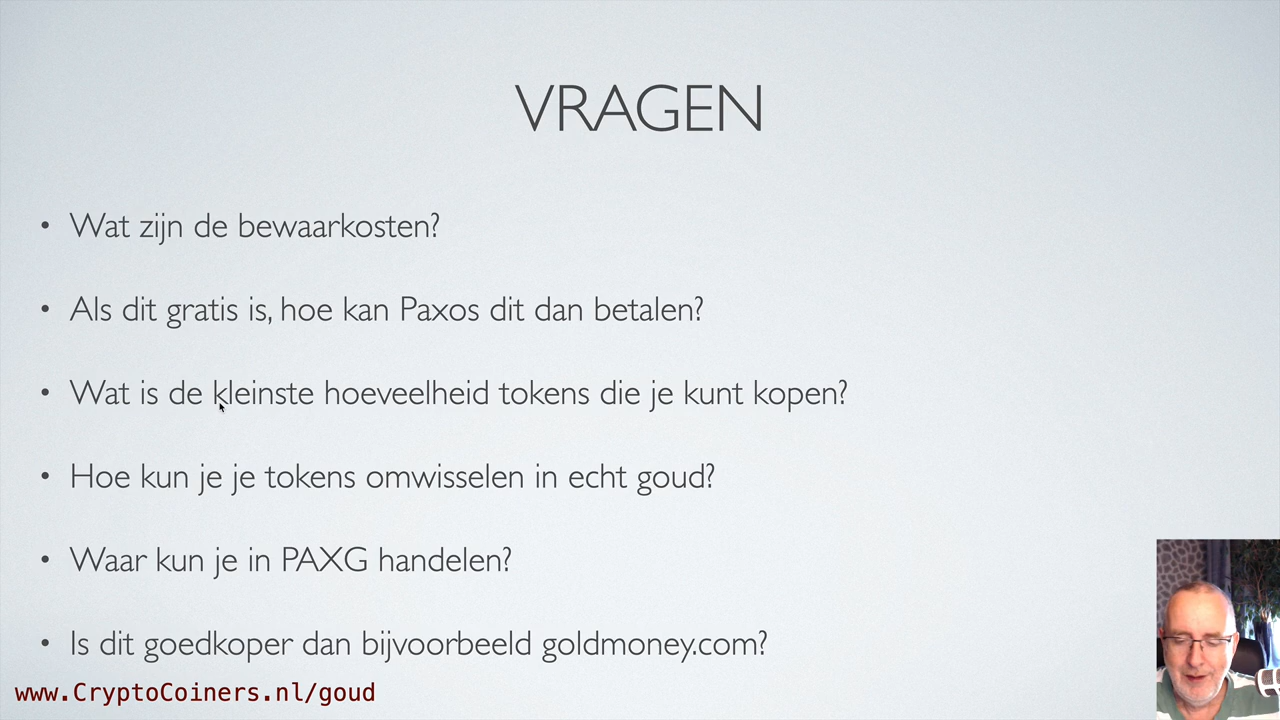 VRAGEN
• Wat zijn de bewaarkosten?
• Als dit gratis is, hoe kan Paxos dit dan betalen?
• Wat is de kleinste hoeveelheid tokens die je kunt kopen?
• Hoe kun je je tokens omwisselen in echt goud?
• Waar kun je in PAXG handelen?
• Is dit goedkoper dan bijvoorbeeld goldmoney.com?
www.CryptoCoiners.nl/goud